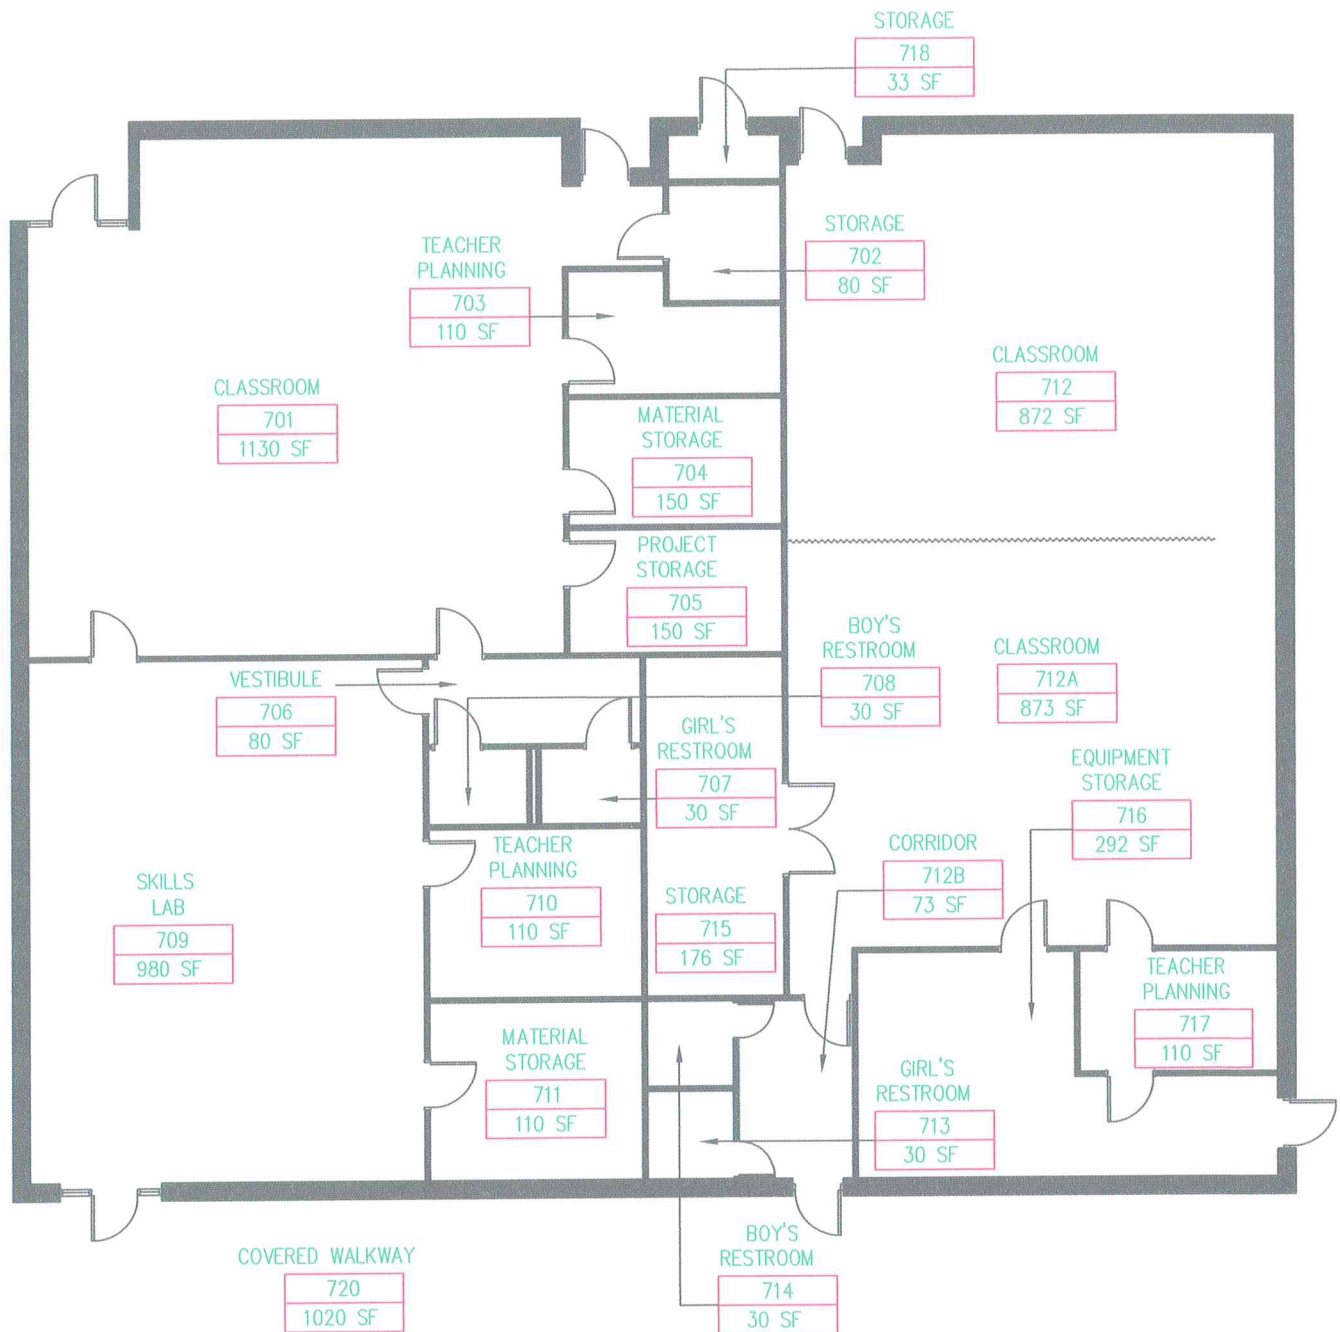 STORAGE
718
33 SF
STORAGE
702
80 SF
TEACHER
PLANNING
703
110 SF
CLASSROOM
701
1130 SF
CLASSROOM
712
872 SF
MATERIAL
STORAGE
704
150 SF
PROJECT
STORAGE
705
150 SF
BOY'S
RESTROOM
708
30 SF
CLASSROOM
712A
873 SF
VESTIBULE
706
80 SF
GIRL'S
RESTROOM
707
30 SF
EQUIPMENT
STORAGE
716
292 SF
TEACHER
PLANNING
710
110 SF
CORRIDOR
712B
73 SF
SKILLS
LAB
709
980 SF
STORAGE
715
176 SF
TEACHER
PLANNING
717
110 SF
MATERIAL
STORAGE
711
110 SF
GIRL'S
RESTROOM
713
30 SF
COVERED WALKWAY
720
1020 SF
BOY'S
RESTROOM
714
30 SF